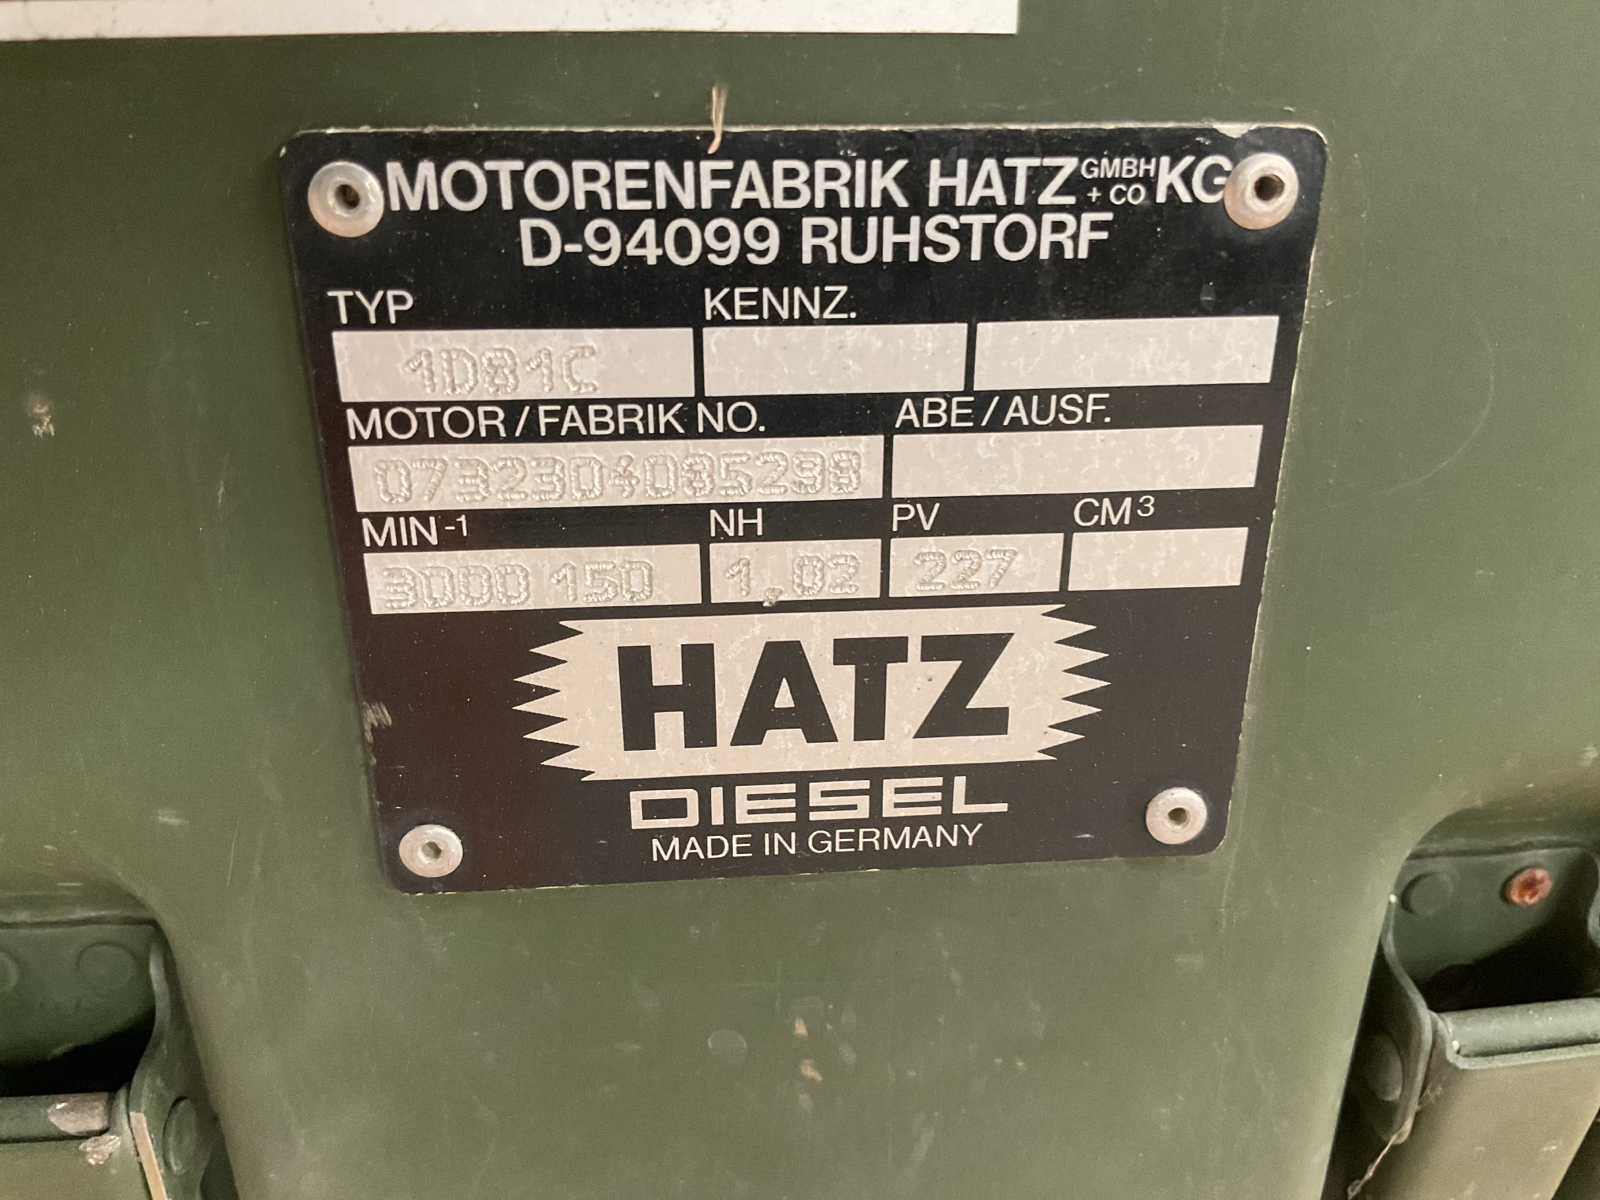 MOTORENFABRIK HATZ GMBH + CO KG
D-94099 RUHSTORF
TYP KENNZ.
1D81C
MOTOR/FABRIK NO. ABE/AUSF.
0732304085298
MIN-1 NH PV CM3
3000 150 1,02 227
HATZ
DIESEL
MADE IN GERMANY